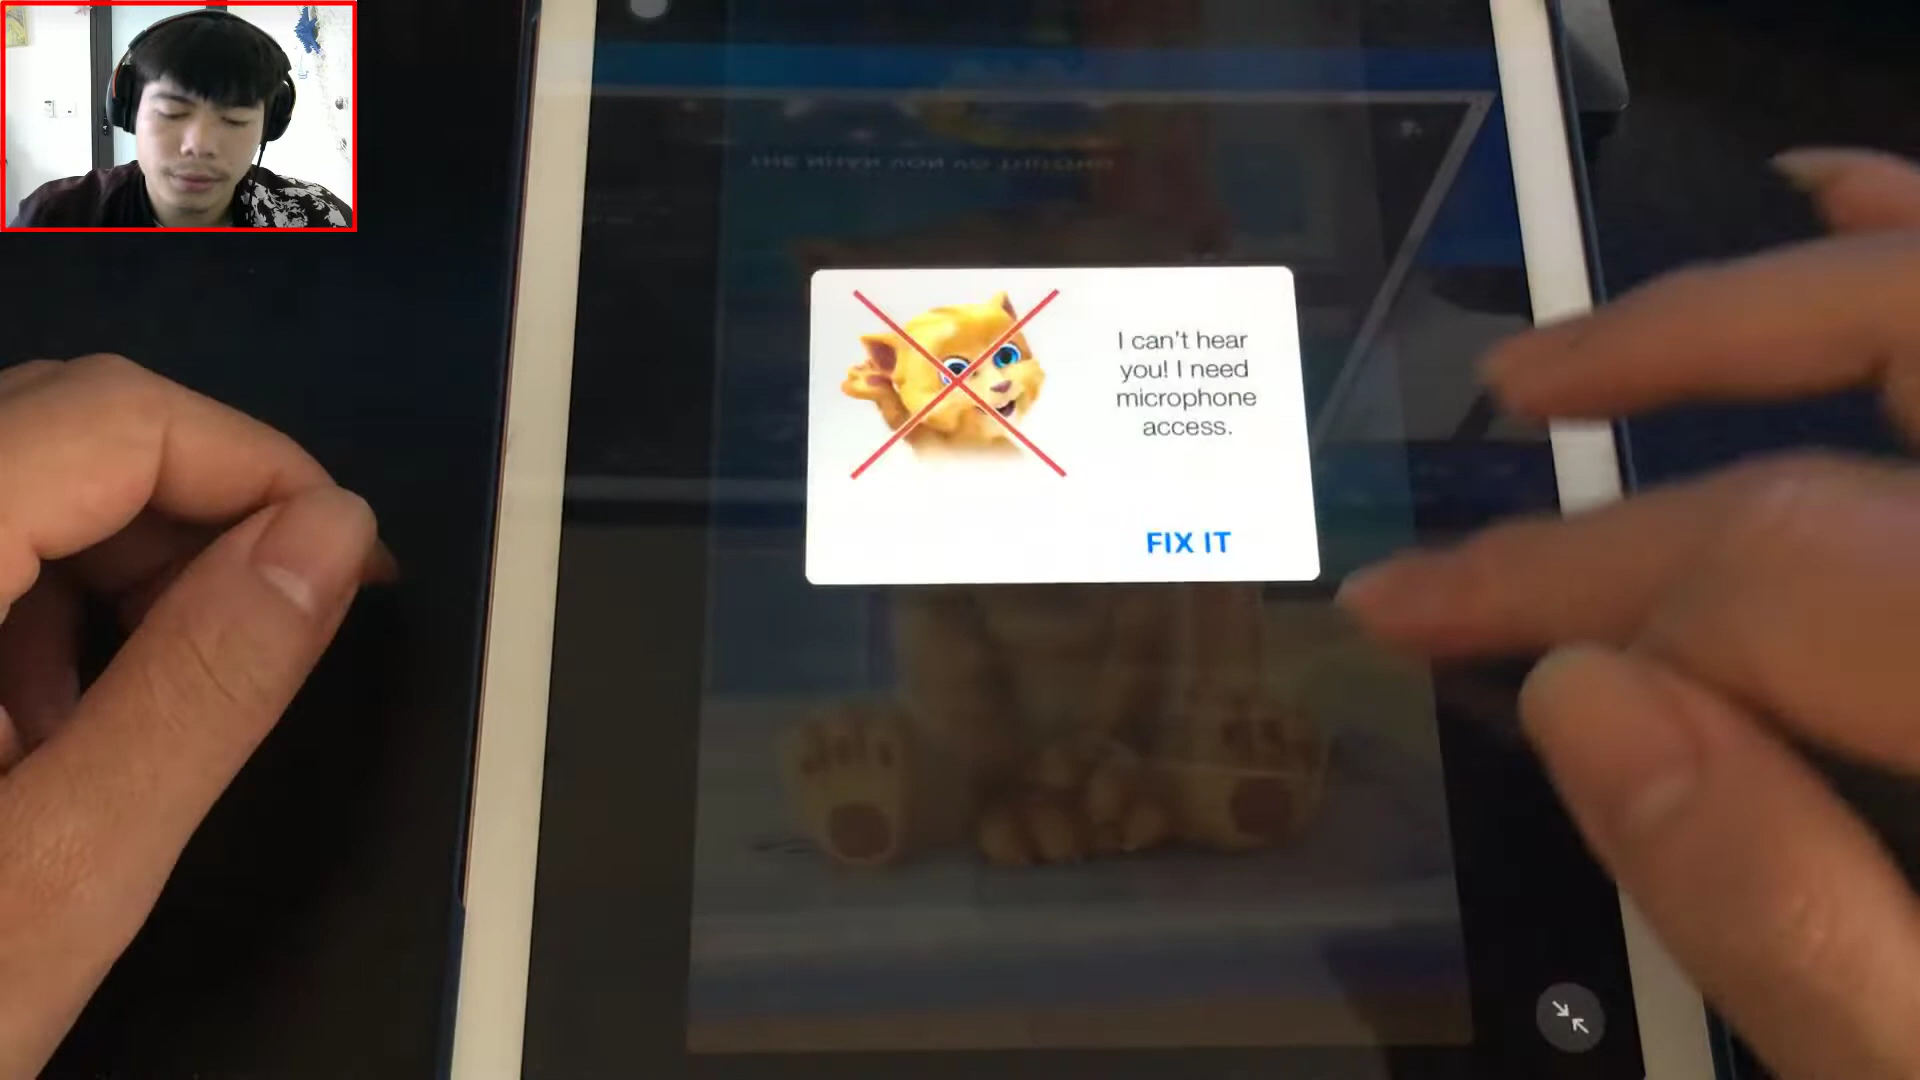 I can't hear
you! I need
microphone
access.
FIX IT